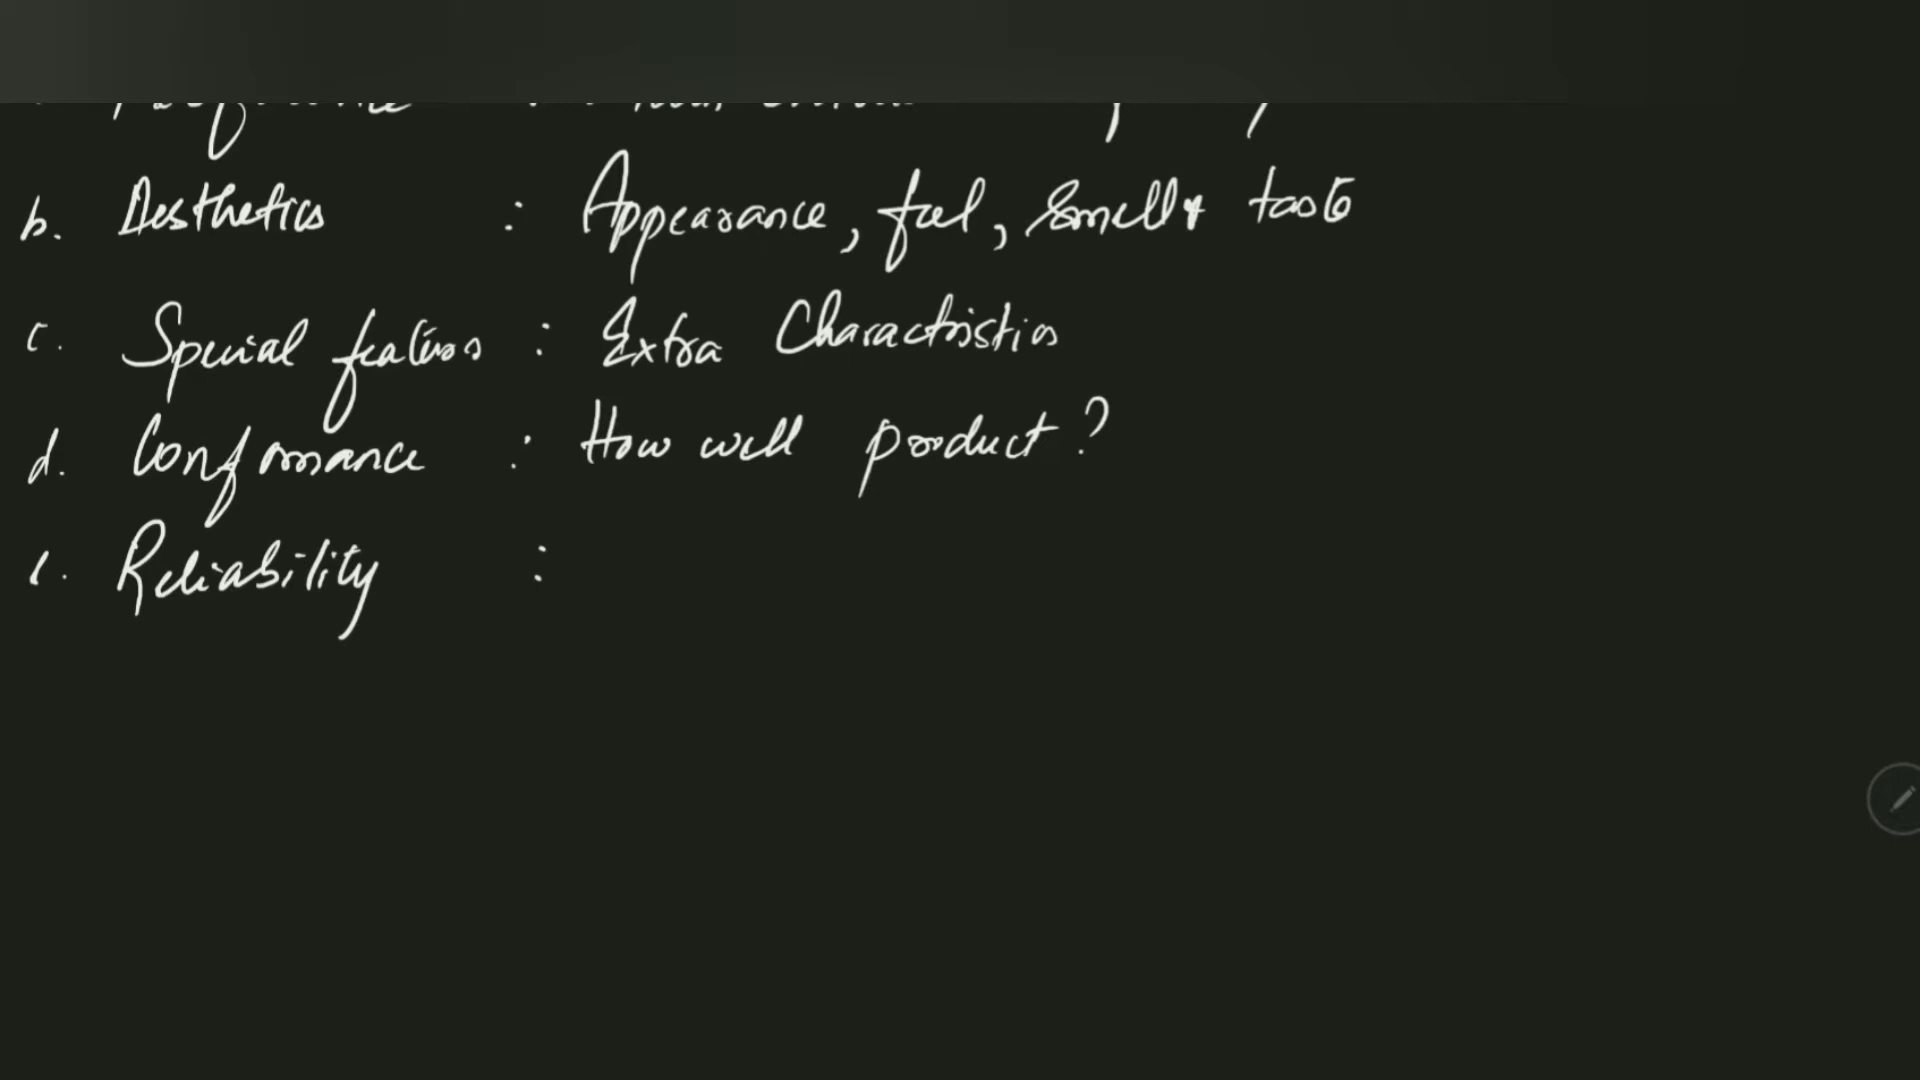 b. Aesthetics : Appearance, feel, smell & taste
c. Special features : Extra Characteristics
d. Conformance : How well product?
e. Reliability :